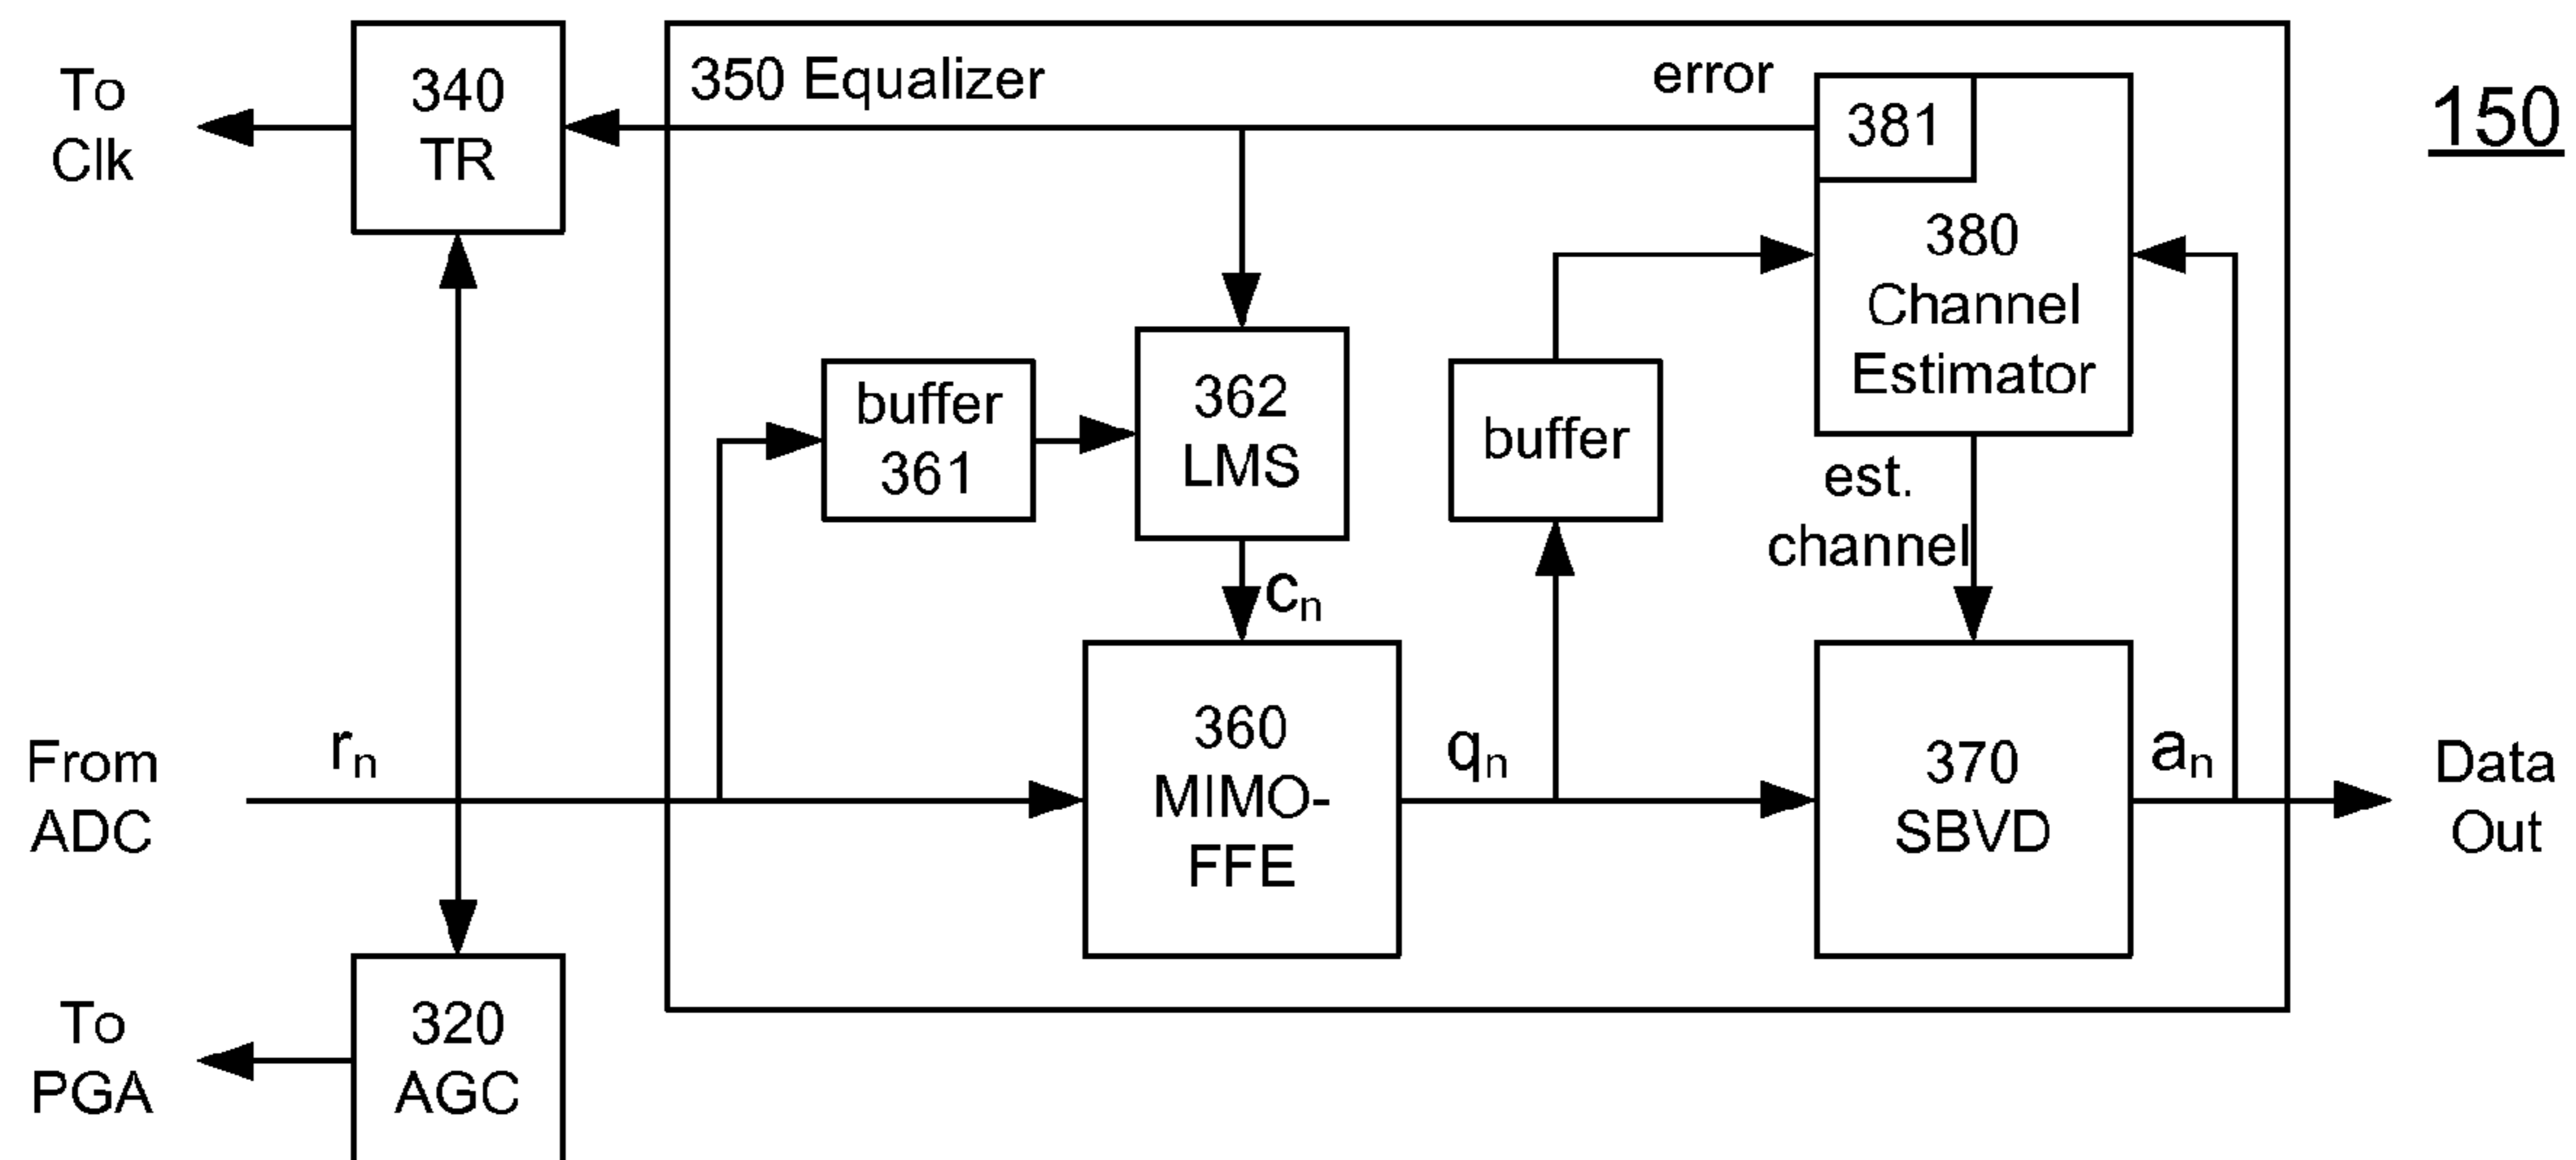 To
Clk
340
TR
350 Equalizer
error
381
150
380
Channel
Estimator
buffer
361
362
LMS
buffer
est.
channel
cn
From
ADC
rn
360
MIMO-
FFE
qn
370
SBVD
an
Data
Out
To
PGA
320
AGC